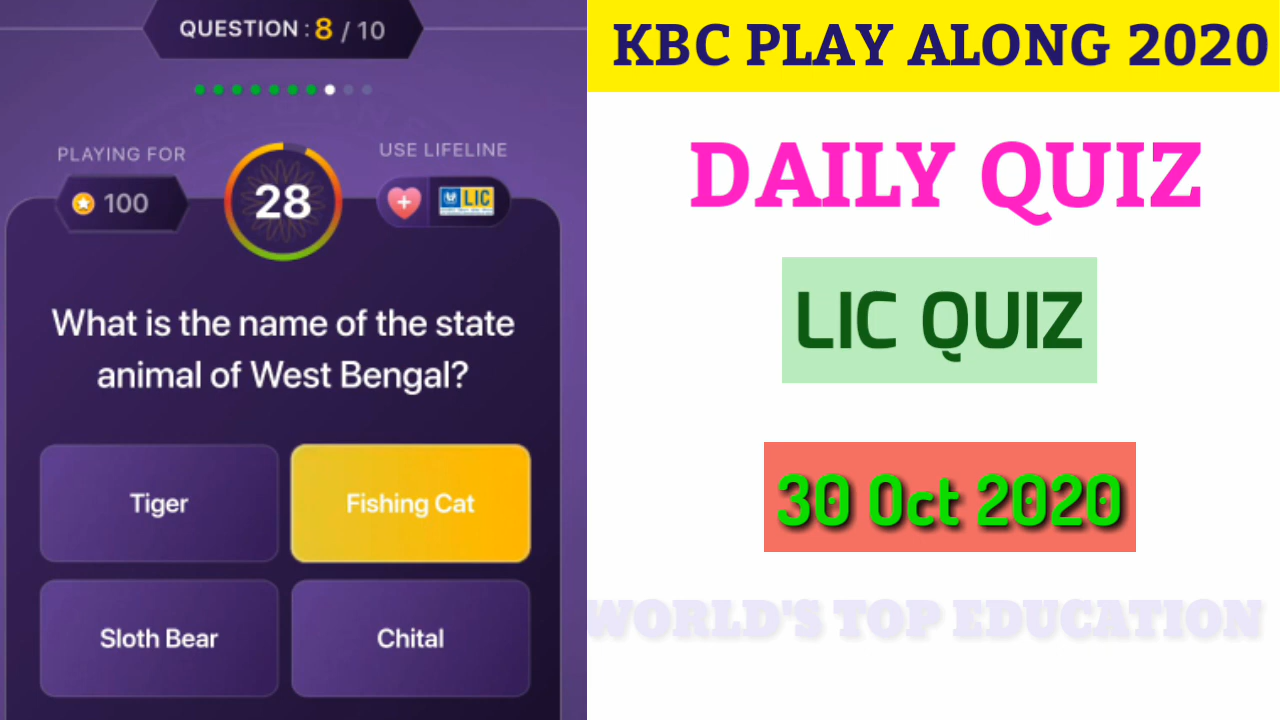 QUESTION : 8 / 10
PLAYING FOR
100
28
USE LIFELINE
LIC
What is the name of the state
animal of West Bengal?
Tiger
Fishing Cat
Sloth Bear
Chital
KBC PLAY ALONG 2020
DAILY QUIZ
LIC QUIZ
30 Oct 2020
WORLD'S TOP EDUCATION